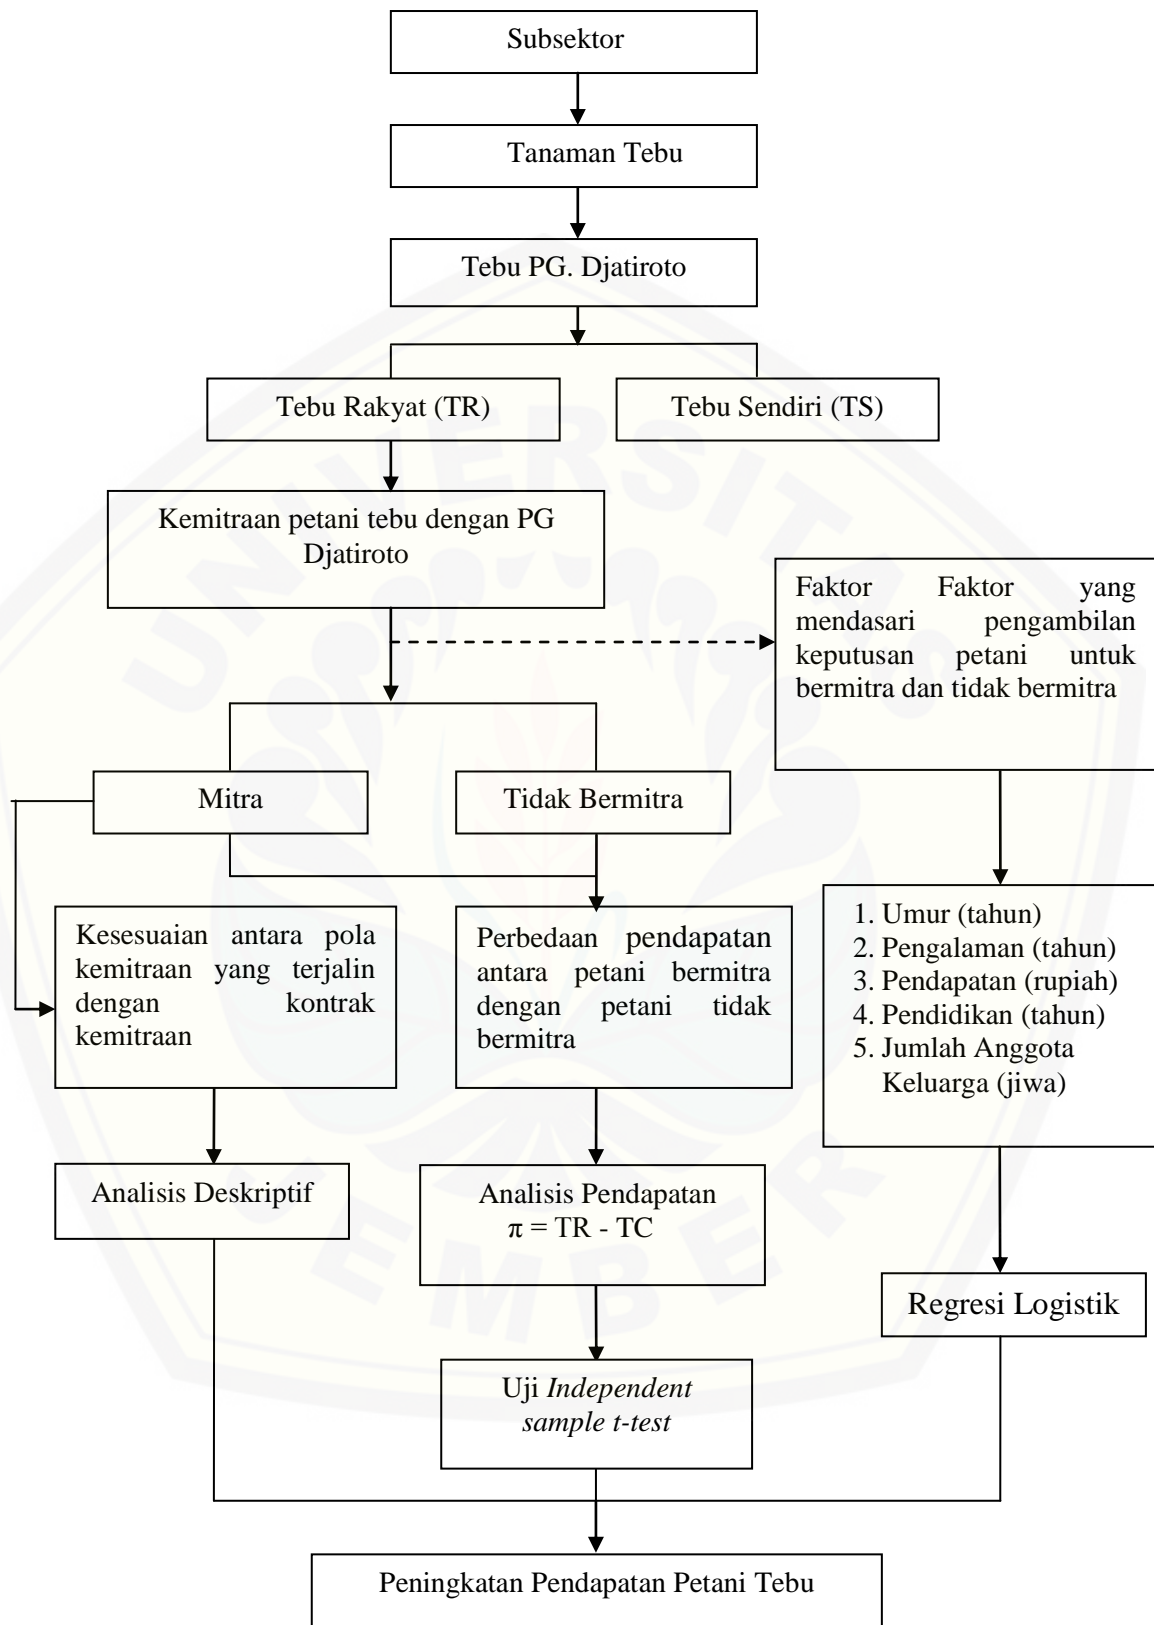 Subsektor
Tanaman Tebu
Tebu PG. Djatiroto
Tebu Rakyat (TR)
Tebu Sendiri (TS)
Kemitraan petani tebu dengan PG
Djatiroto
Faktor Faktor yang
mendasari pengambilan
keputusan petani untuk
bermitra dan tidak bermitra
Mitra
Tidak Bermitra
Kesesuaian antara pola
kemitraan yang terjalin
dengan kontrak
kemitraan
Perbedaan pendapatan
antara petani bermitra
dengan petani tidak
bermitra
1. Umur (tahun)
2. Pengalaman (tahun)
3. Pendapatan (rupiah)
4. Pendidikan (tahun)
5. Jumlah Anggota
Keluarga (jiwa)
Analisis Deskriptif
Analisis Pendapatan
π = TR - TC
Regresi Logistik
Uji Independent
sample t-test
Peningkatan Pendapatan Petani Tebu
UNIVERSITAS
JEMBER